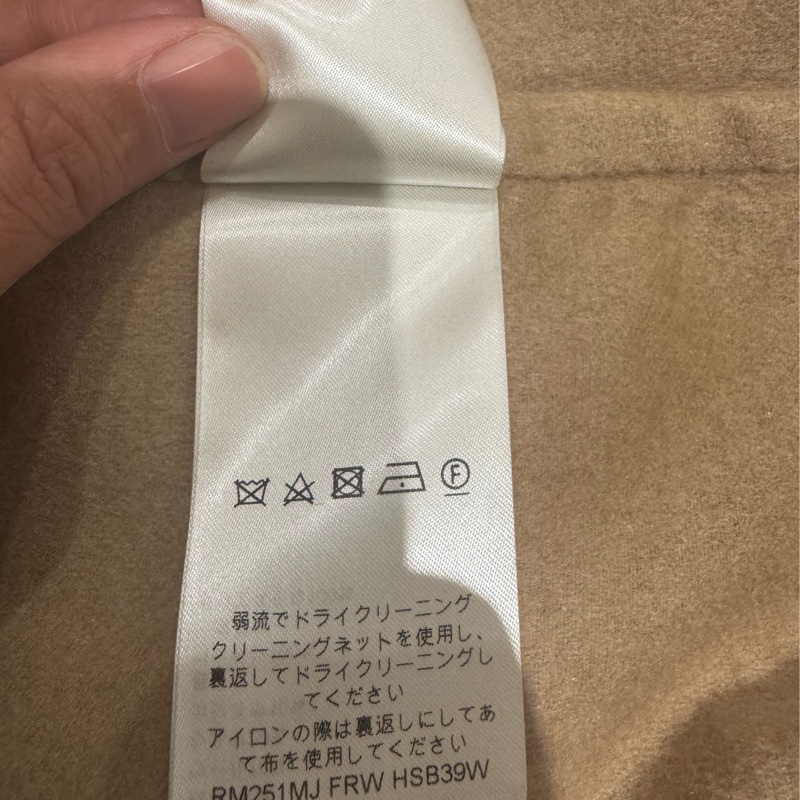 F
弱流でドライクリーニング
クリーニングネットを使用し、
裏返してドライクリーニングし
てください
アイロンの際は裏返しにしてあ
て布を使用してください
RM251MJ FRW HSB39W